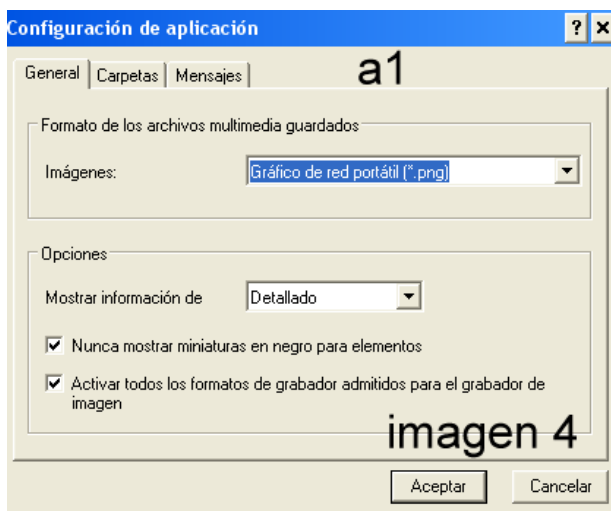 Configuración de aplicación
General Carpetas Mensajes a1
Formato de los archivos multimedia guardados
Imágenes: Gráfico de red portátil (*.png)
Opciones
Mostrar información de Detallado
Nunca mostrar miniaturas en negro para elementos
Activar todos los formatos de grabador admitidos para el grabador de
imagen
imagen 4
Aceptar Cancelar